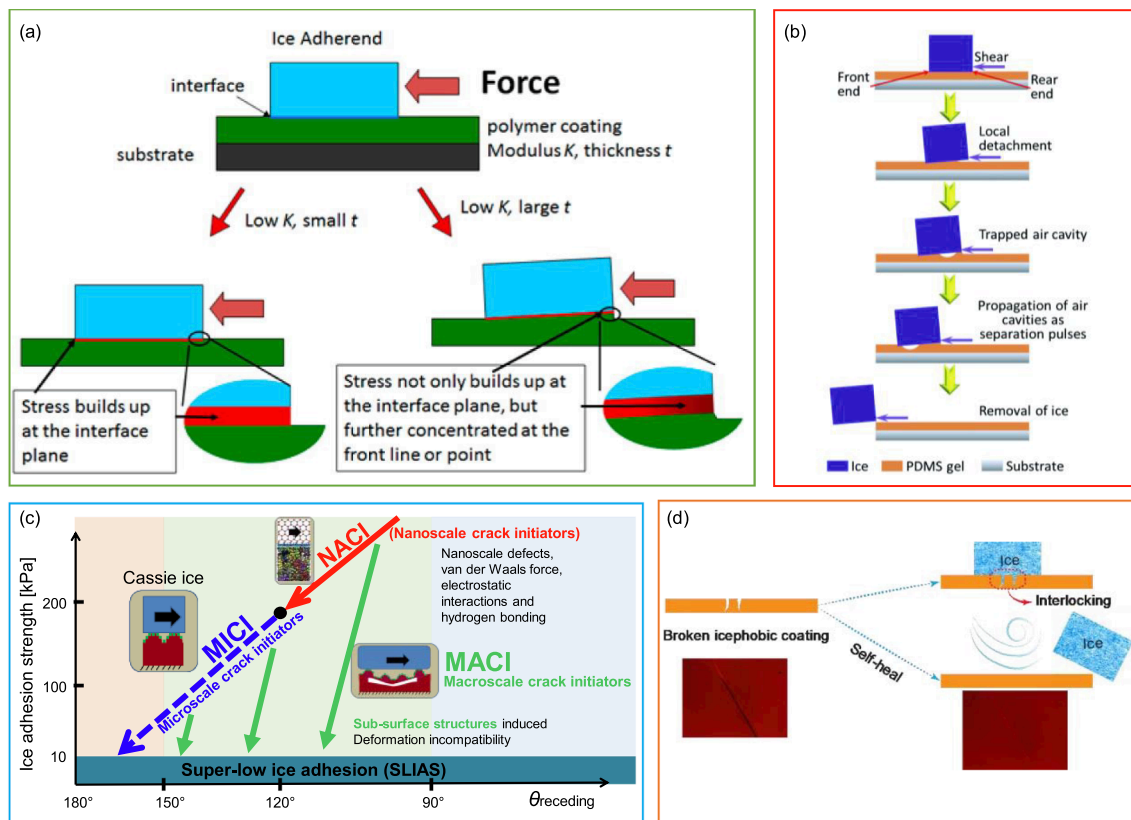 (a)
Ice Adherend
interface
Force
polymer coating
Modulus K, thickness t
substrate
Low K, small t
Low K, large t
Stress builds up
at the interface
plane
Stress not only builds up at
the interface plane, but
further concentrated at the
front line or point
(b)
Shear
Front
end
Rear
end
Local
detachment
Trapped air cavity
Propagation of air
cavities as
separation pulses
Removal of ice
Ice
PDMS gel
Substrate
(c)
Ice adhesion strength [kPa]
200
100
10
Cassie ice
NACI
(Nanoscale crack initiators)
Nanoscale defects,
van der Waals force,
electrostatic
interactions and
hydrogen bonding
MICI
Microscale crack initiators
MACI
Macroscale crack initiators
Sub-surface structures induced
Deformation incompatibility
Super-low ice adhesion (SLIAS)
180°
150°
120°
90°
θreceding
(d)
Ice
Interlocking
Broken icephobic coating
Self-heal
Ice